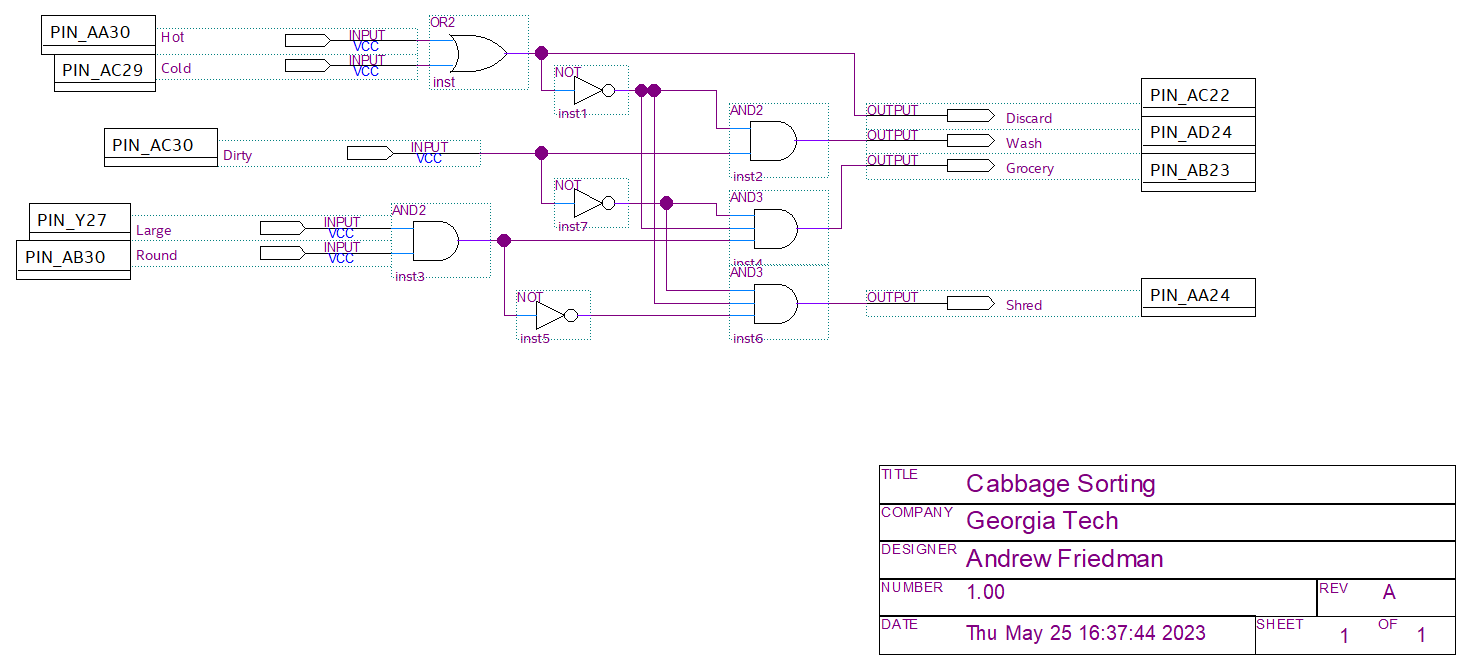 PIN_AA30
Hot
INPUT
VCC
OR2
PIN_AC29
Cold
INPUT
VCC
inst
NOT
inst1
PIN_AC30
Dirty
INPUT
VCC
NOT
inst7
AND2
inst2
OUTPUT
Discard
PIN_AC22
OUTPUT
Wash
PIN_AD24
OUTPUT
Grocery
PIN_AB23
PIN_Y27
Large
INPUT
VCC
AND2
PIN_AB30
Round
INPUT
VCC
inst3
AND3
inst4
NOT
inst5
AND3
inst6
OUTPUT
Shred
PIN_AA24
TITLE Cabbage Sorting
COMPANY Georgia Tech
DESIGNER Andrew Friedman
NUMBER 1.00 REV A
DATE Thu May 25 16:37:44 2023 SHEET 1 OF 1